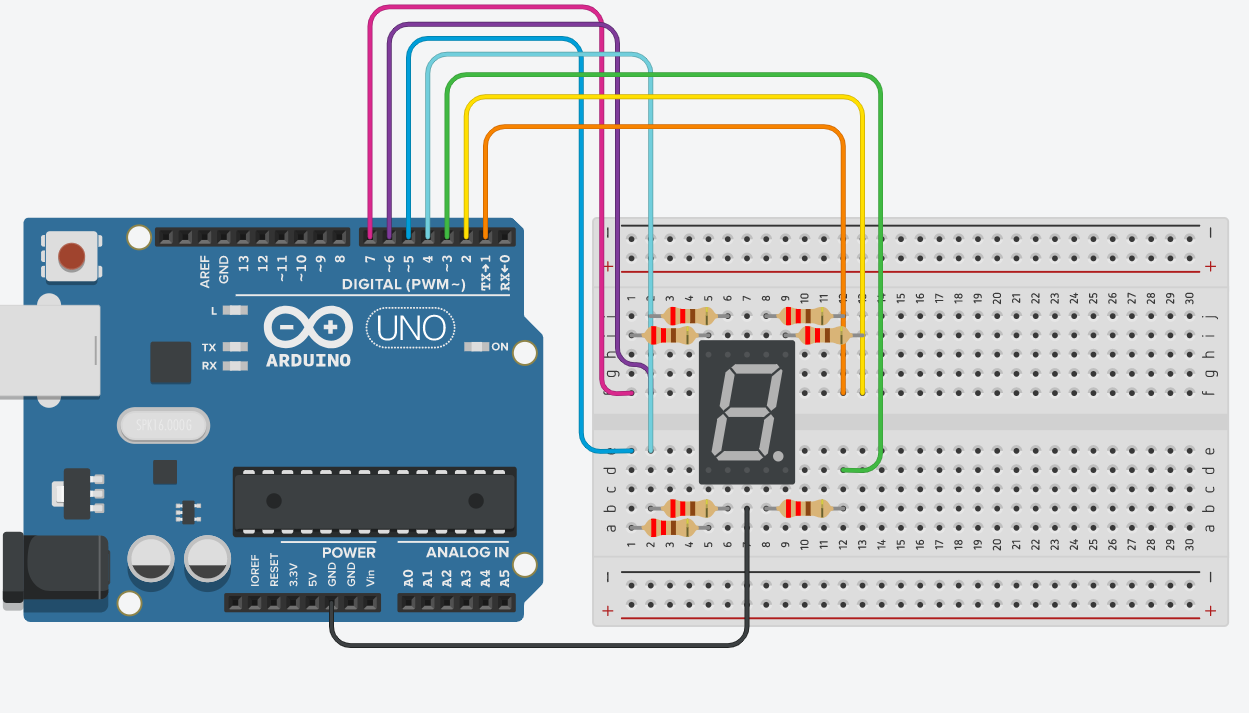 AREF
GND
13
12
~11
~10
~9
8
7
~6
~5
4
~3
2
TX→1
RX←0
DIGITAL (PWM~)
L
TX
RX
UNO
ON
ARDUINO
SPK16.000G
IOREF
RESET
3.3V
5V
GND
GND
Vin
POWER
ANALOG IN
A0
A1
A2
A3
A4
A5
− −
+ +
1 2 3 4 5 6 7 8 9 10 11 12 13 14 15 16 17 18 19 20 21 22 23 24 25 26 27 28 29 30
j j
i i
h h
g g
f f
e e
d d
c c
b b
a a
1 2 3 4 5 6 7 8 9 10 11 12 13 14 15 16 17 18 19 20 21 22 23 24 25 26 27 28 29 30
− −
+ +